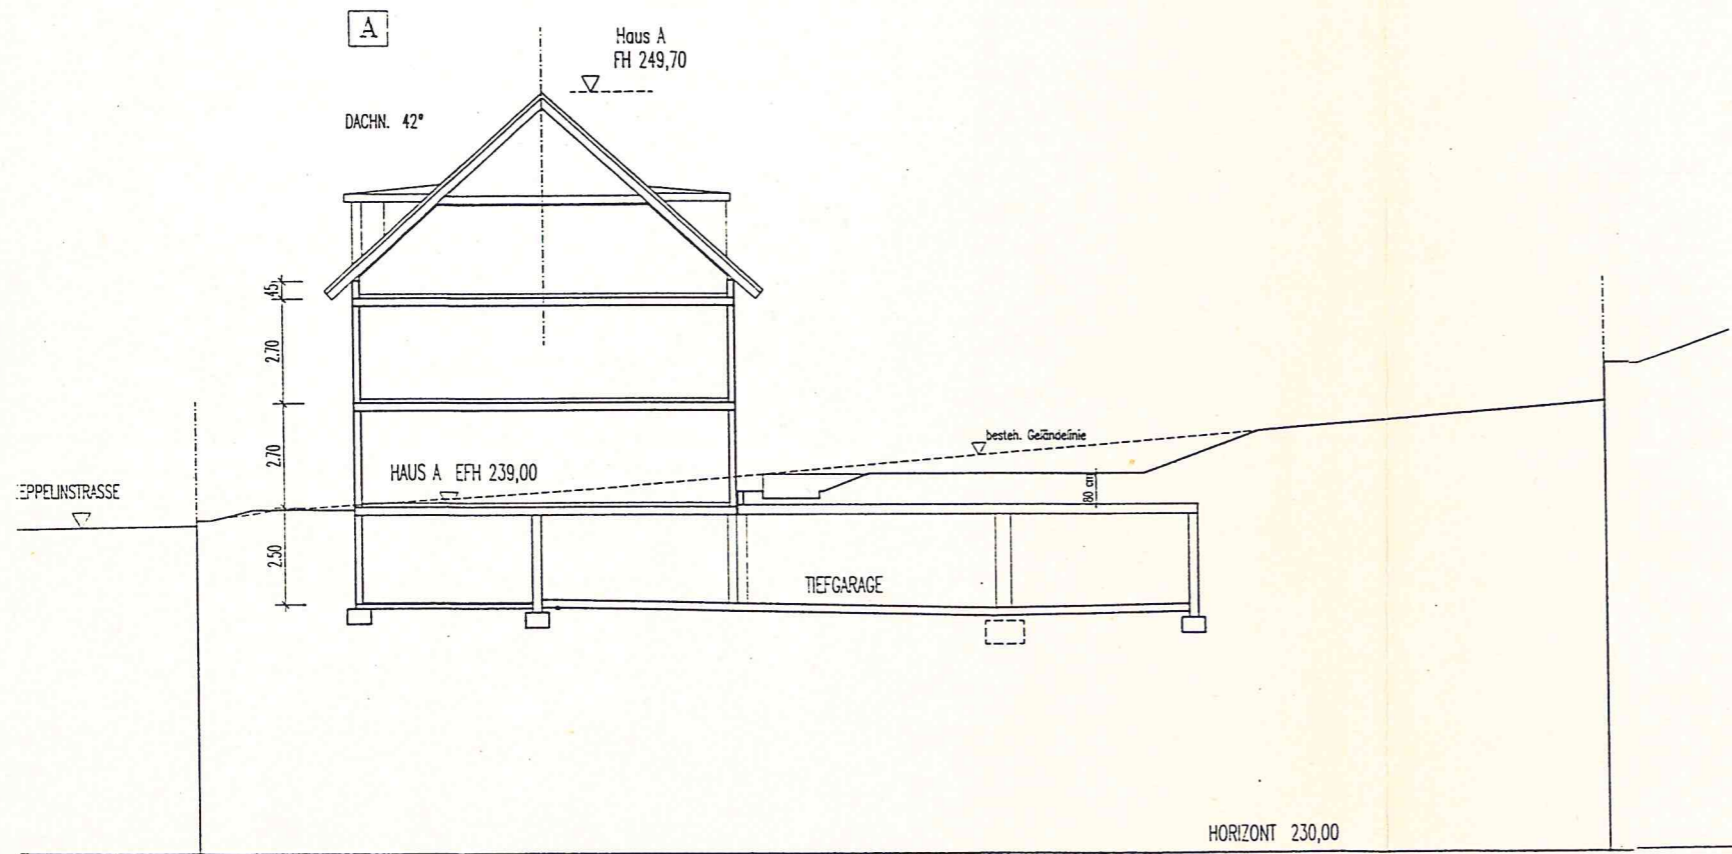 A
Haus A
FH 249,70
DACHN. 42°
45
2.70
2.70
HAUS A EFH 239,00
besteh. Geländelinie
EPPELINSTRASSE
80 cm
2.50
TIEFGARAGE
HORIZONT 230,00